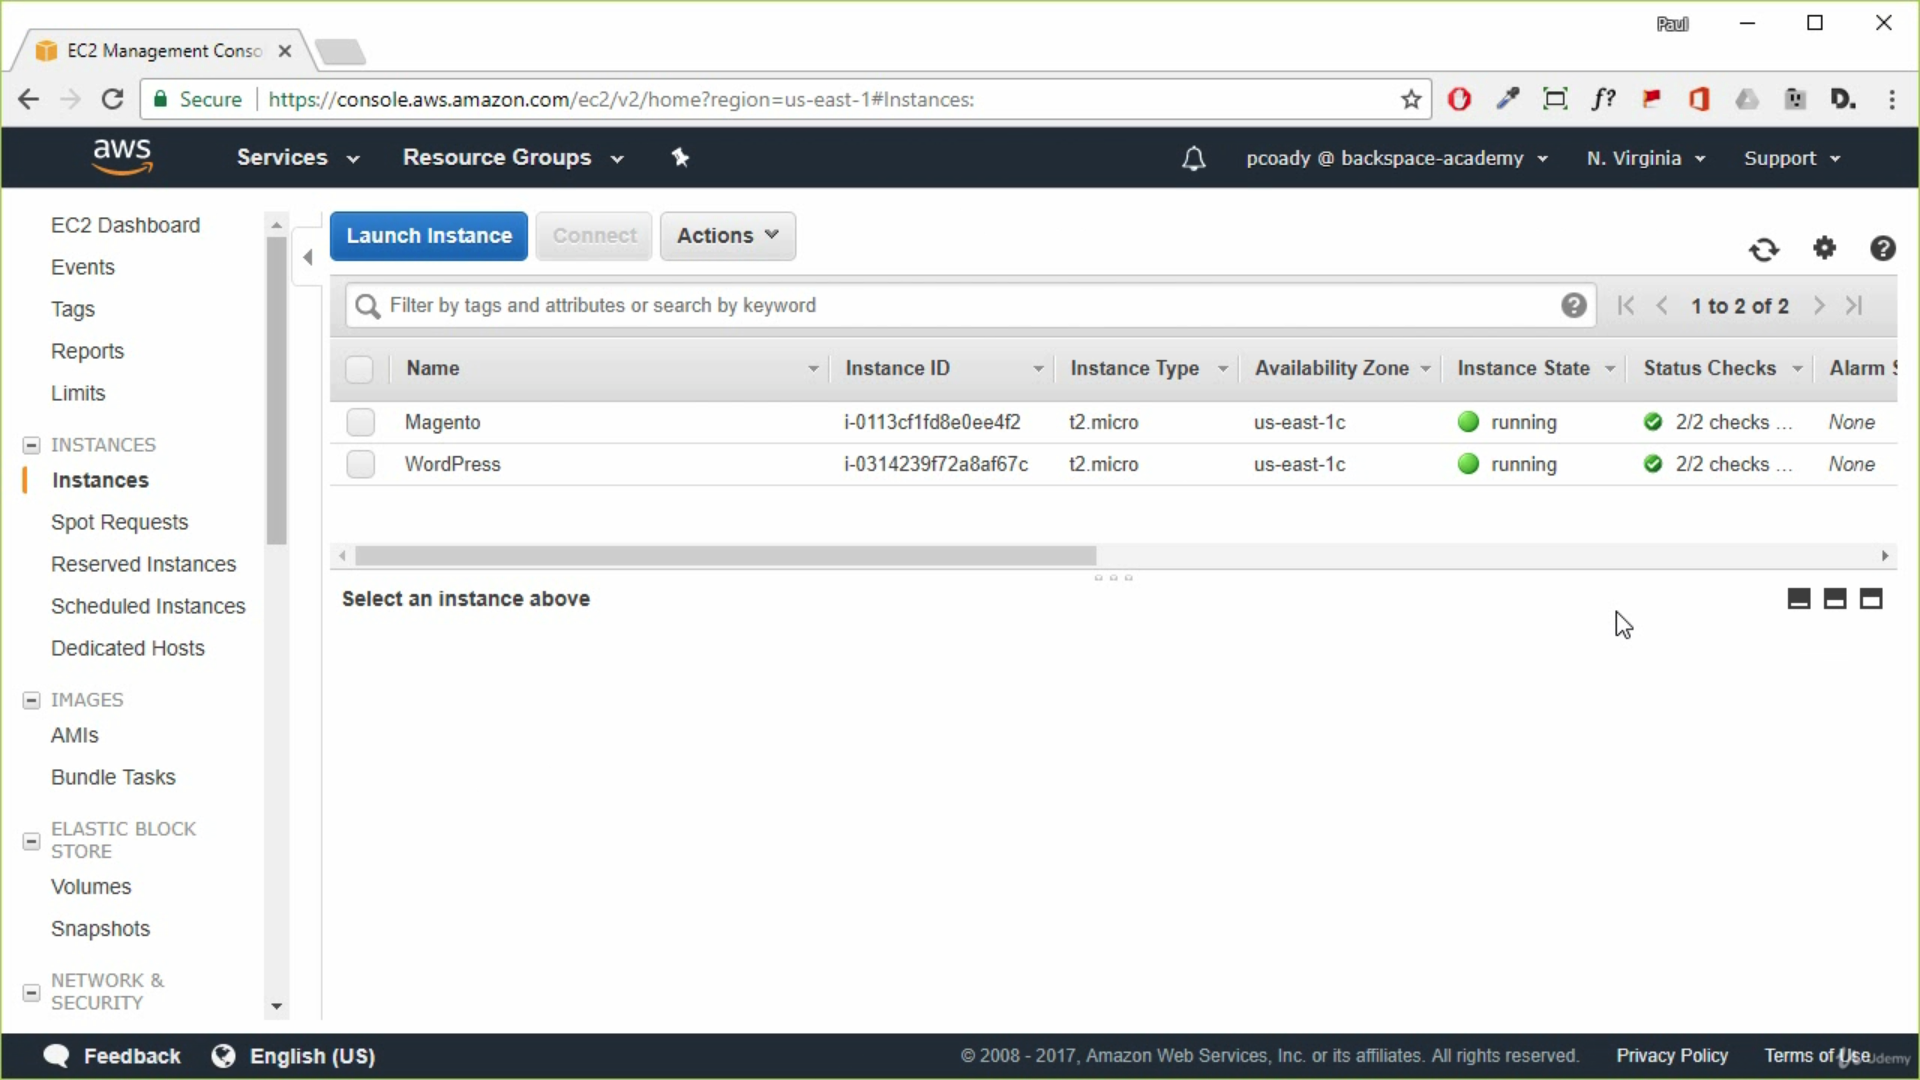 Paul
EC2 Management Conso
Secure https://console.aws.amazon.com/ec2/v2/home?region=us-east-1#Instances:
f?
D.
aws Services Resource Groups pcoady @ backspace-academy N. Virginia Support
EC2 Dashboard
Events
Tags
Reports
Limits
INSTANCES
Instances
Spot Requests
Reserved Instances
Scheduled Instances
Dedicated Hosts
IMAGES
AMIs
Bundle Tasks
ELASTIC BLOCK
STORE
Volumes
Snapshots
NETWORK &
SECURITY
Launch Instance Connect Actions
Filter by tags and attributes or search by keyword 1 to 2 of 2
Name Instance ID Instance Type Availability Zone Instance State Status Checks Alarm S
Magento i-0113cf1fd8e0ee4f2 t2.micro us-east-1c running 2/2 checks ... None
WordPress i-0314239f72a8af67c t2.micro us-east-1c running 2/2 checks ... None
Select an instance above
Feedback English (US) © 2008 - 2017, Amazon Web Services, Inc. or its affiliates. All rights reserved. Privacy Policy Terms of Use
Udemy